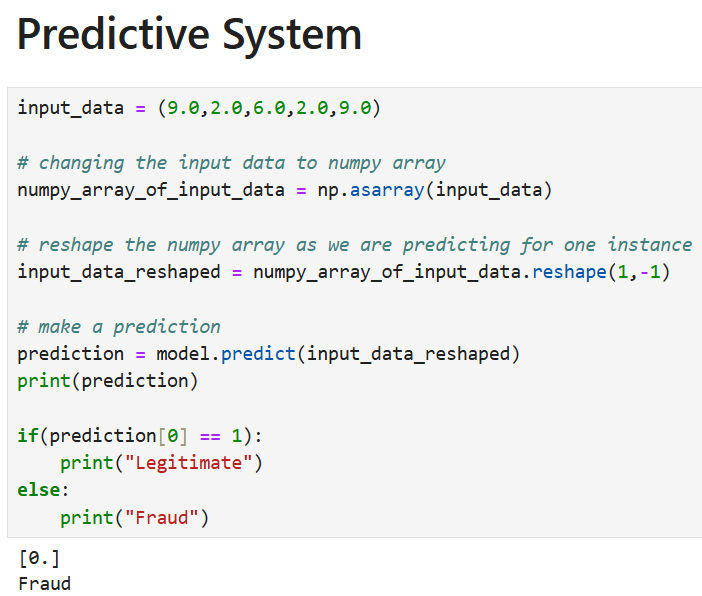 Predictive System
input_data = (9.0,2.0,6.0,2.0,9.0)
# changing the input data to numpy array
numpy_array_of_input_data = np.asarray(input_data)
# reshape the numpy array as we are predicting for one instance
input_data_reshaped = numpy_array_of_input_data.reshape(1,-1)
# make a prediction
prediction = model.predict(input_data_reshaped)
print(prediction)
if(prediction[0] == 1):
    print("Legitimate")
else:
    print("Fraud")
[0.]
Fraud